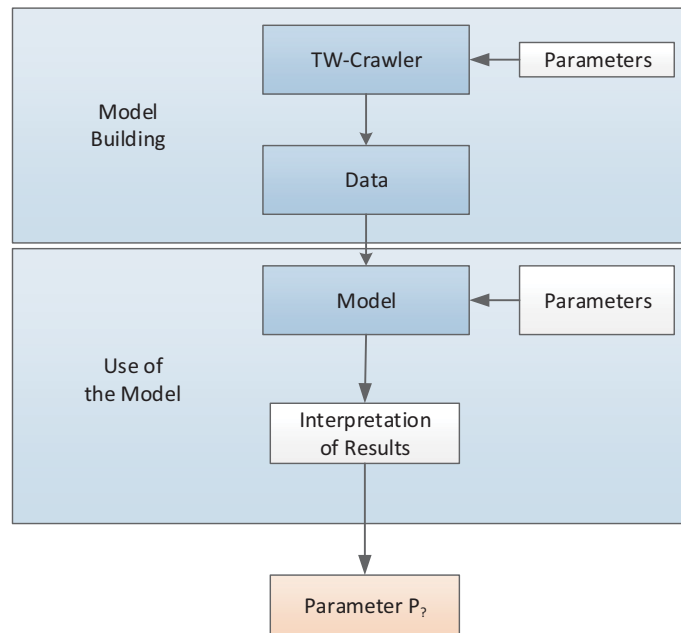 TW-Crawler
Parameters
Model
Building
Data
Model
Parameters
Use of
the Model
Interpretation
of Results
Parameter P?